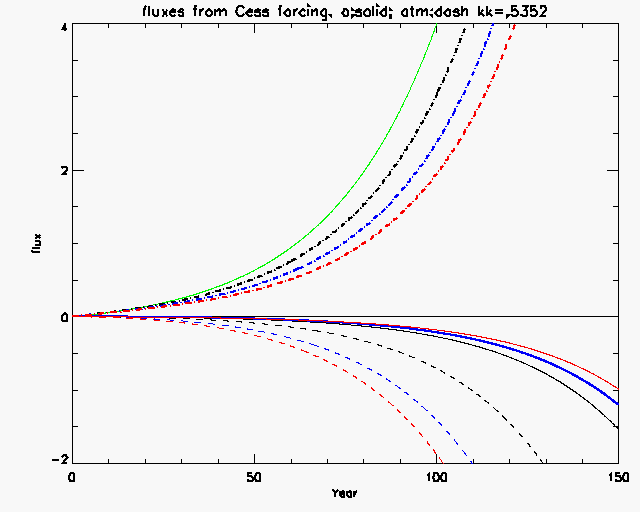 fluxes from Cess forcing, o;solid; atm;dash kk=,5352
4
2
flux
0
-2
0 50 100 150
Year